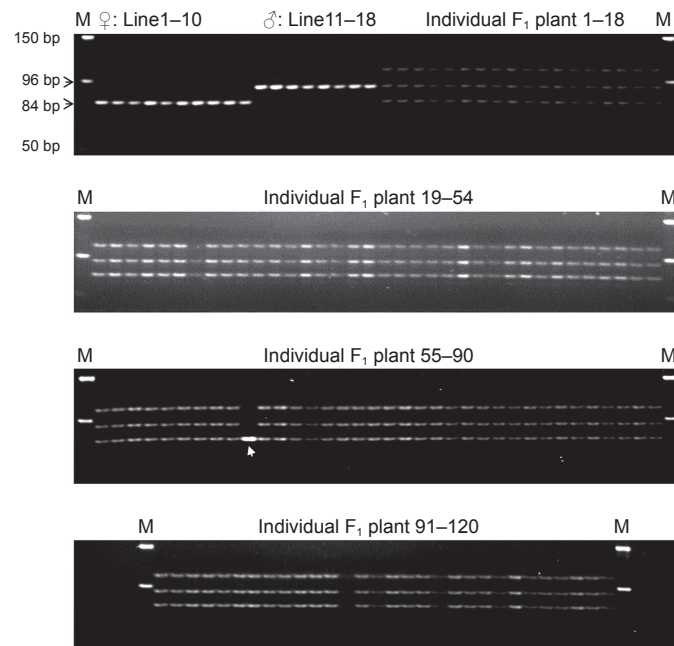 M ♀: Line1–10 ♂: Line11–18 Individual F₁ plant 1–18 M
150 bp
96 bp
84 bp
50 bp
M Individual F₁ plant 19–54 M
M Individual F₁ plant 55–90 M
M Individual F₁ plant 91–120 M